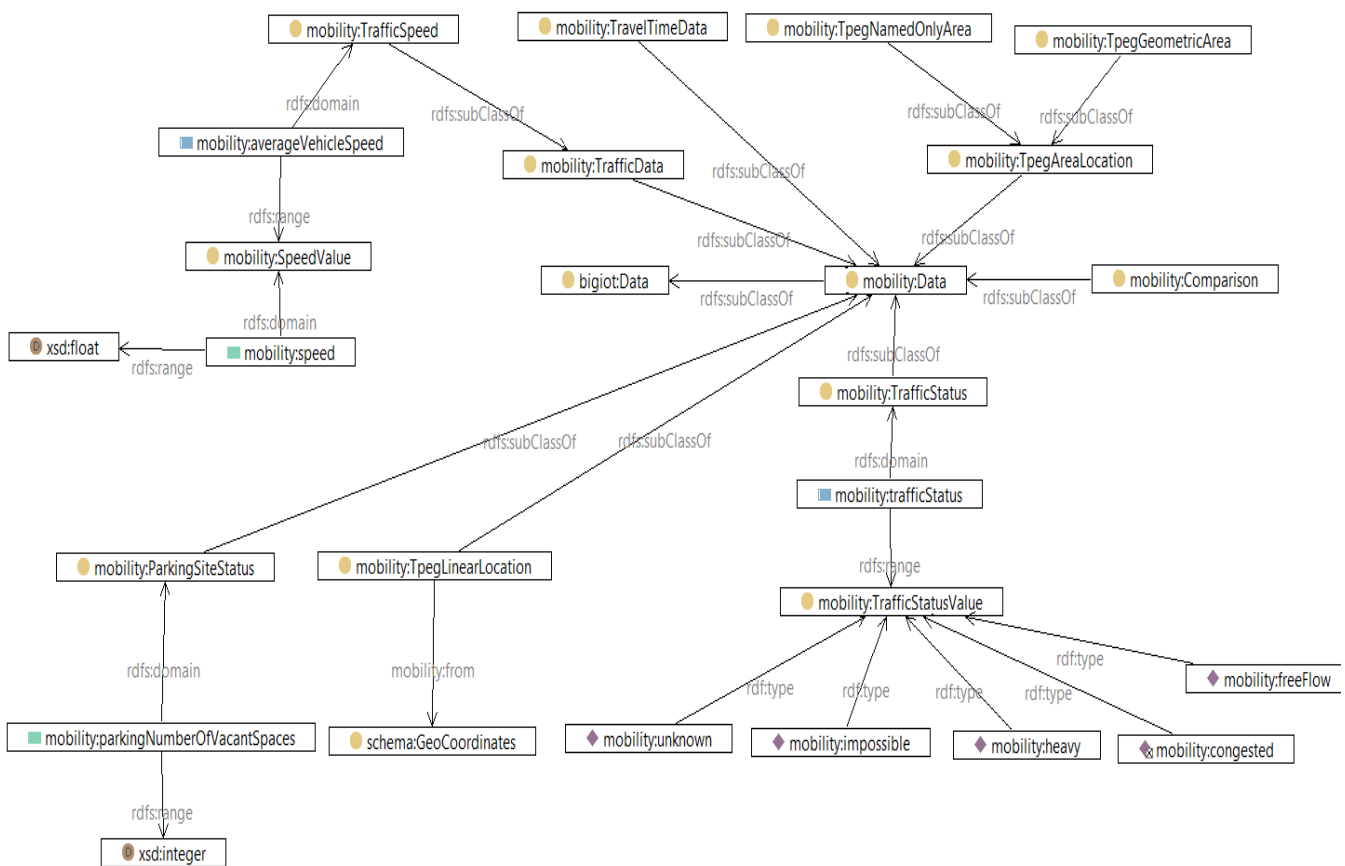 mobility:TrafficSpeed
mobility:TravelTimeData
mobility:TpegNamedOnlyArea
mobility:TpegGeometricArea
rdfs:domain
rdfs:subClassOf
rdfs:subClassOf
rdfs:subClassOf
mobility:averageVehicleSpeed
mobility:TrafficData
rdfs:subClassOf
mobility:TpegAreaLocation
rdfs:range
mobility:SpeedValue
rdfs:subClassOf
rdfs:subClassOf
bigiot:Data
rdfs:subClassOf
mobility:Data
rdfs:subClassOf
mobility:Comparison
rdfs:domain
xsd:float
rdfs:range
mobility:speed
rdfs:subClassOf
mobility:TrafficStatus
rdfs:subClassOf
rdfs:subClassOf
rdfs:domain
mobility:trafficStatus
mobility:ParkingSiteStatus
mobility:TpegLinearLocation
rdfs:range
mobility:TrafficStatusValue
rdfs:domain
mobility:from
rdf:type
rdf:type
rdf:type
rdf:type
rdf:type
mobility:freeFlow
mobility:parkingNumberOfVacantSpaces
schema:GeoCoordinates
mobility:unknown
mobility:impossible
mobility:heavy
mobility:congested
rdfs:range
D xsd:integer